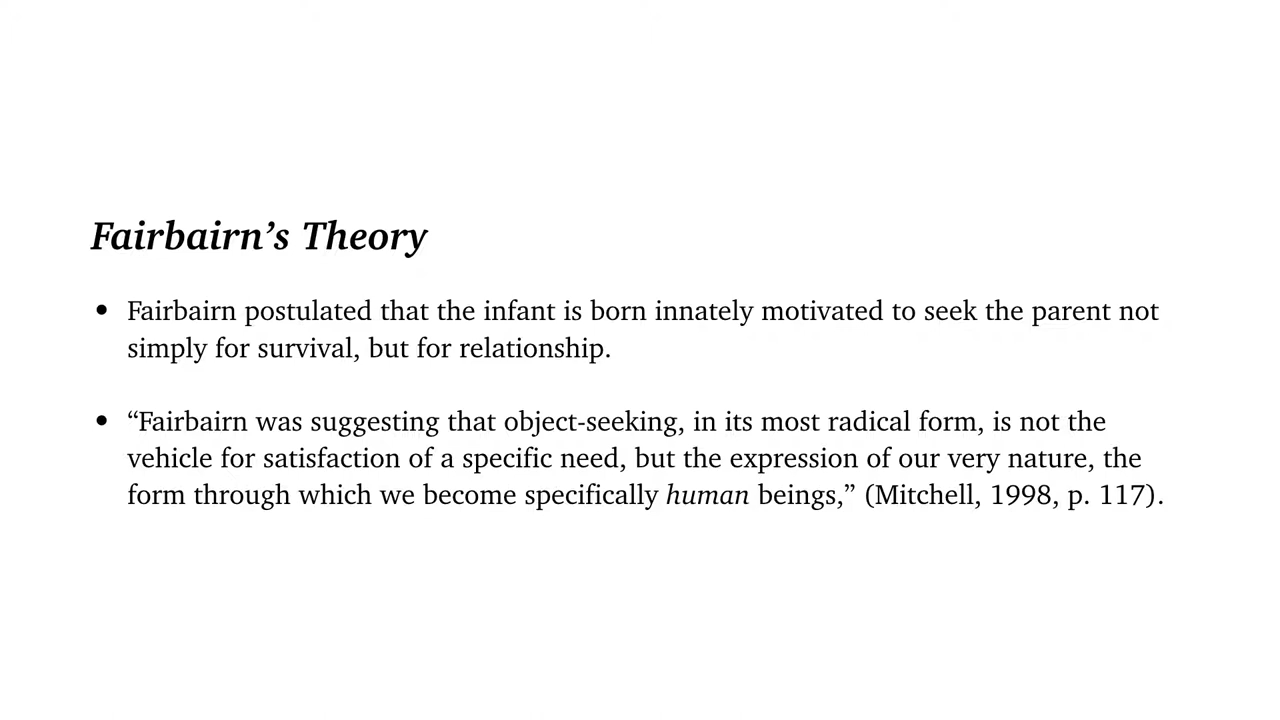 Fairbairn’s Theory
• Fairbairn postulated that the infant is born innately motivated to seek the parent not
simply for survival, but for relationship.
• “Fairbairn was suggesting that object-seeking, in its most radical form, is not the
vehicle for satisfaction of a specific need, but the expression of our very nature, the
form through which we become specifically human beings,” (Mitchell, 1998, p. 117).